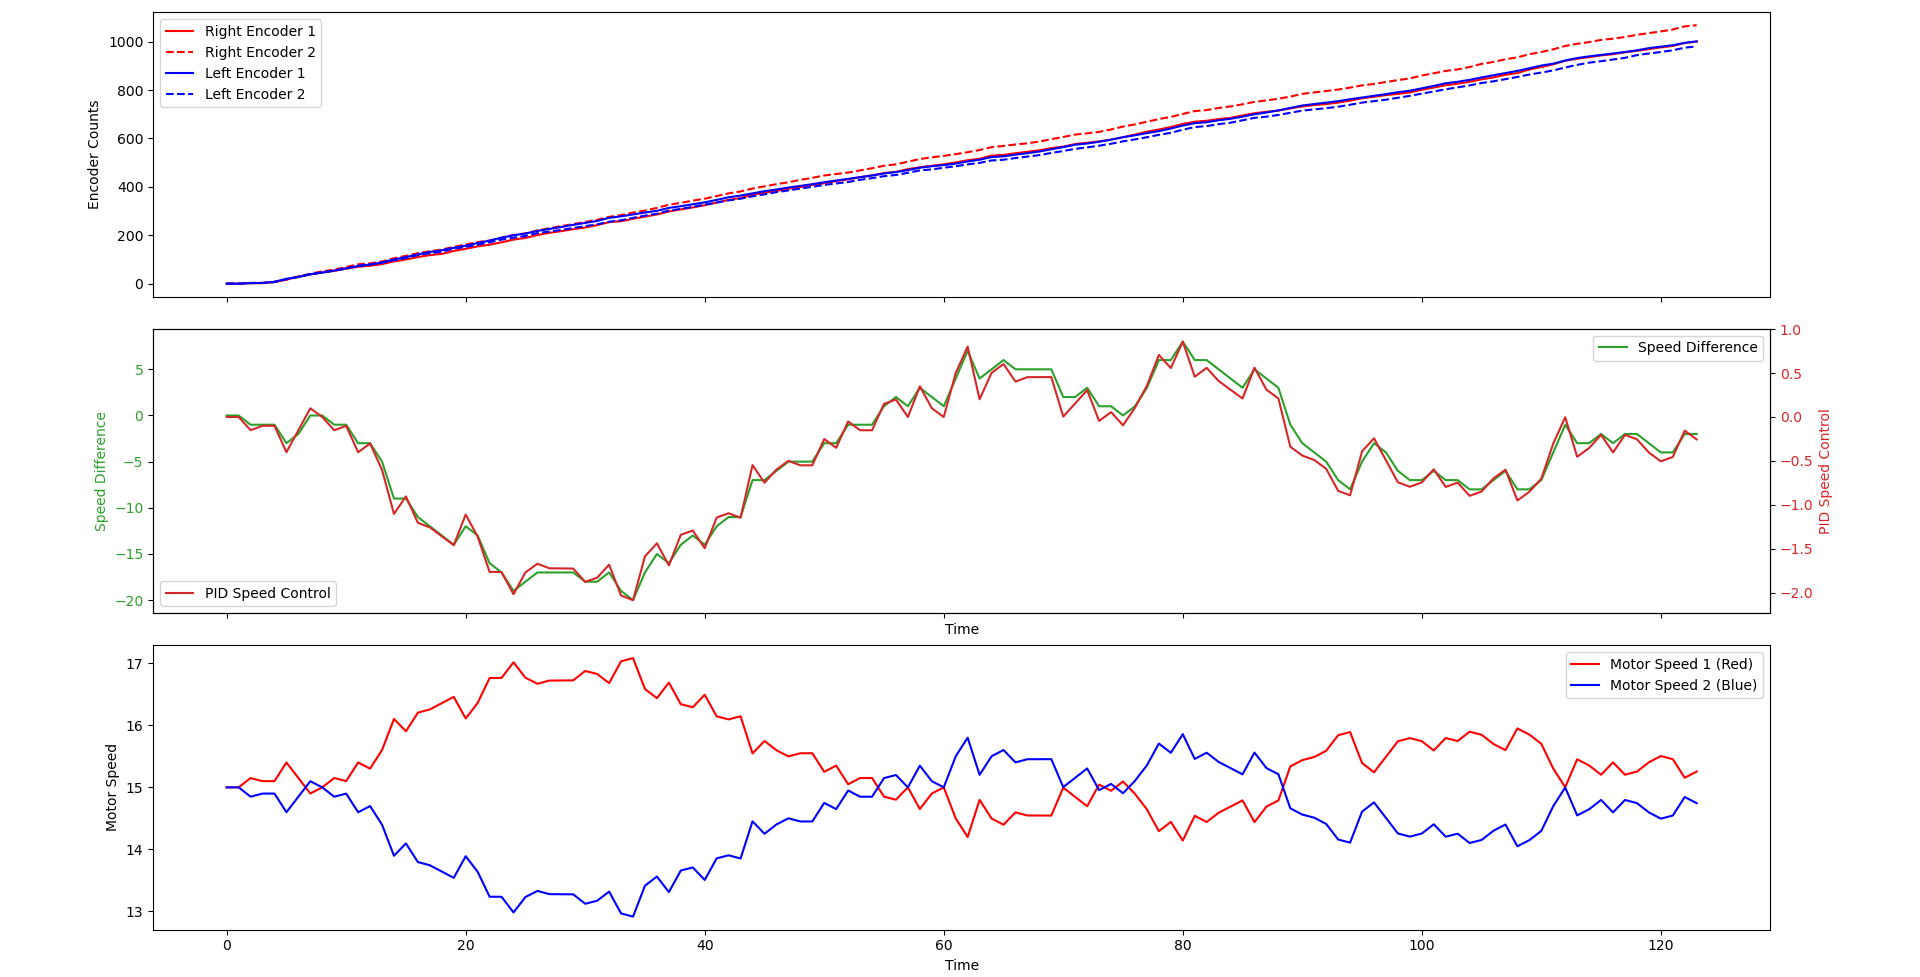 Right Encoder 1
Right Encoder 2
Left Encoder 1
Left Encoder 2
Encoder Counts
1000
800
600
400
200
0
Speed Difference
PID Speed Control
Speed Difference
5
0
−5
−10
−15
−20
1.0
0.5
0.0
−0.5
−1.0
−1.5
−2.0
PID Speed Control
Time
Motor Speed 1 (Red)
Motor Speed 2 (Blue)
Motor Speed
17
16
15
14
13
0 20 40 60 80 100 120
Time